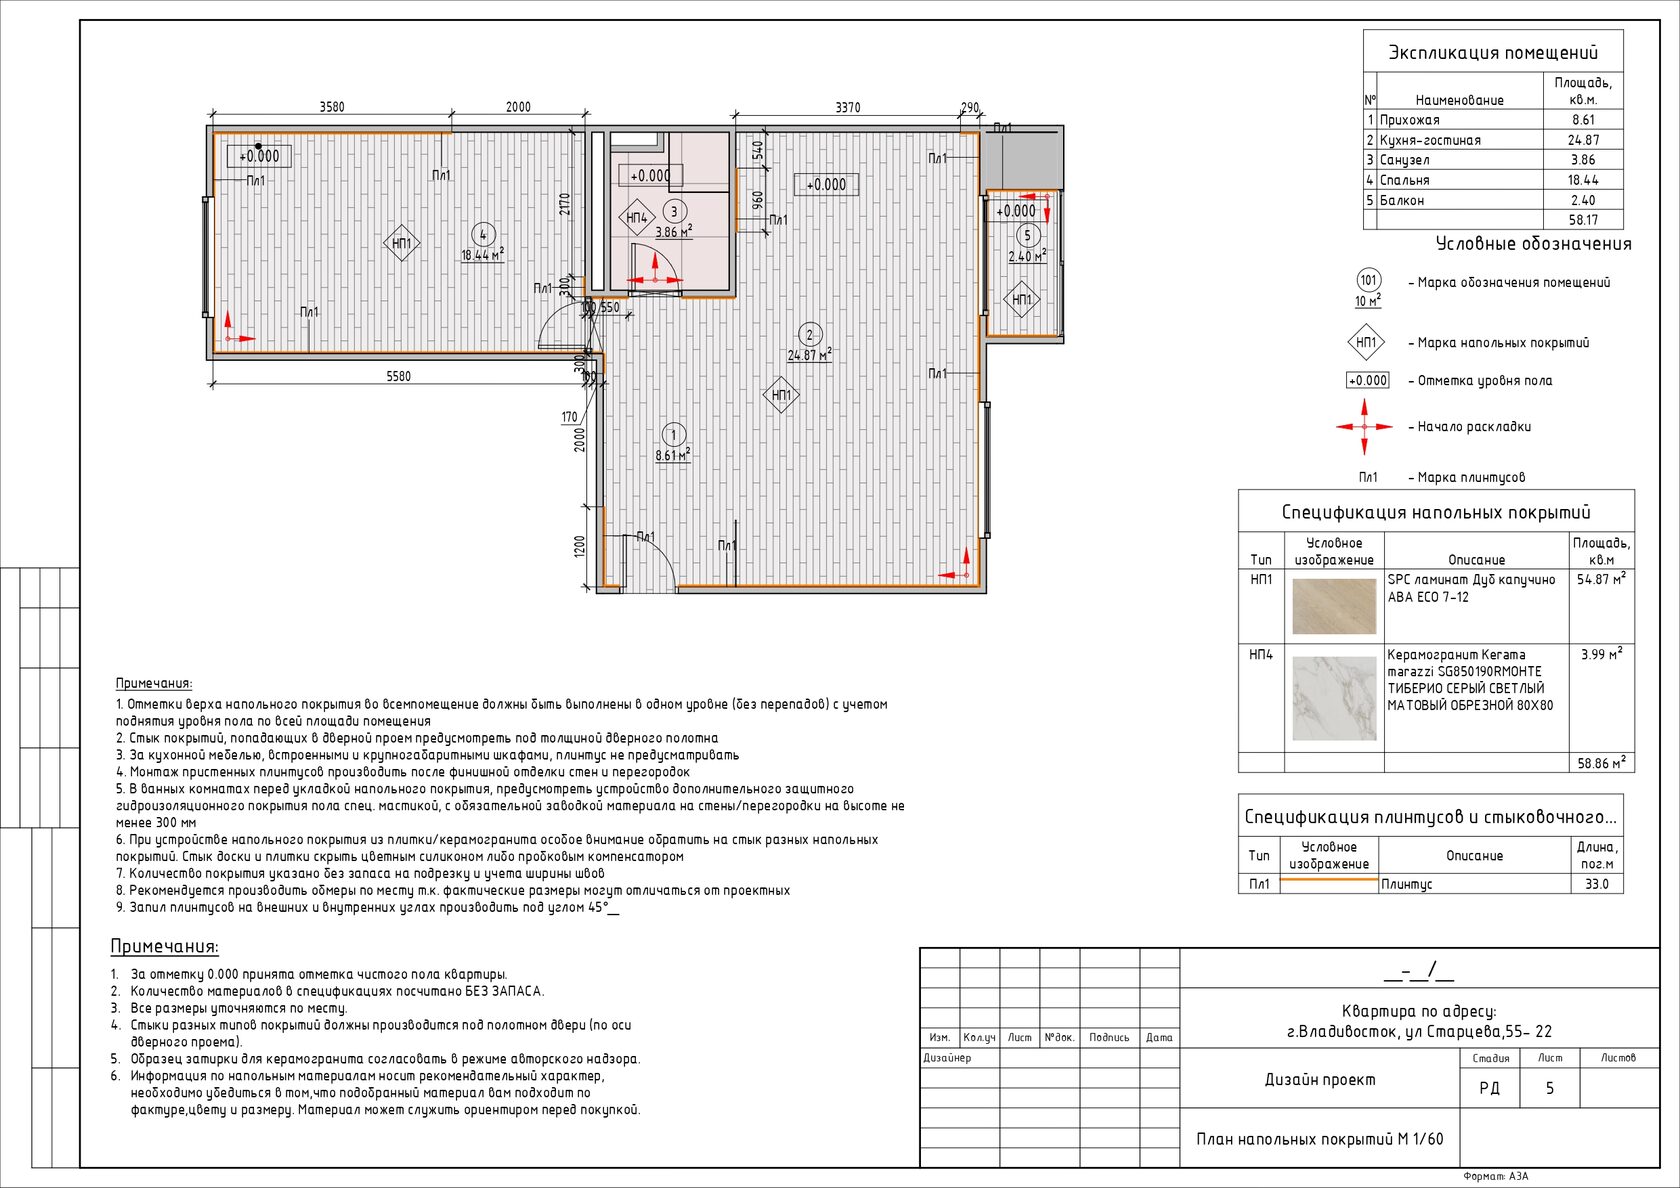 3580
2000
3370
290
Пл1
+0.000
Пл1
Пл1
2170
НП1
4
18.44 м²
Пл1
300
Пл1
+0.000
НП4
3
3.86 м²
540
960
Пл1
+0.000
Пл1
+0.000
5
2.40 м²
НП1
550
2
24.87 м²
Пл1
НП1
5580
300
170
2000
1
8.61 м²
1200
Пл1
Пл1
Экспликация помещений
№ Наименование Площадь, кв.м.
1 Прихожая 8.61
2 Кухня-гостиная 24.87
3 Санузел 3.86
4 Спальня 18.44
5 Балкон 2.40
58.17
Условные обозначения
101
10 м²
- Марка обозначения помещений
НП1 - Марка напольных покрытий
+0.000 - Отметка уровня пола
- Начало раскладки
Пл1 - Марка плинтусов
Спецификация напольных покрытий
Тип Условное изображение Описание Площадь, кв.м
НП1 SPC ламинат Дуб капучино 54.87 м²
ABA ECO 7-12
НП4 Керамогранит Kerama 3.99 м²
marazzi SG850190RМОНТЕ
ТИБЕРИО СЕРЫЙ СВЕТЛЫЙ
МАТОВЫЙ ОБРЕЗНОЙ 80X80
58.86 м²
Спецификация плинтусов и стыковочного...
Тип Условное изображение Описание Длина, пог.м
Пл1 Плинтус 33.0
Примечания:
1. Отметки верха напольного покрытия во всемпомещение должны быть выполнены в одном уровне (без перепадов) с учетом
поднятия уровня пола по всей площади помещения
2. Стык покрытий, попадающих в дверной проем предусмотреть под толщиной дверного полотна
3. За кухонной мебелью, встроенными и крупногабаритными шкафами, плинтус не предусматривать
4. Монтаж пристенных плинтусов производить после финишной отделки стен и перегородок
5. В ванных комнатах перед укладкой напольного покрытия, предусмотреть устройство дополнительного защитного
гидроизоляционного покрытия пола спец. мастикой, с обязательной заводкой материала на стены/перегородки на высоте не
менее 300 мм
6. При устройстве напольного покрытия из плитки/керамогранита особое внимание обратить на стык разных напольных
покрытий. Стык доски и плитки скрыть цветным силиконом либо пробковым компенсатором
7. Количество покрытия указано без запаса на подрезку и учета ширины швов
8. Рекомендуется производить обмеры по месту т.к. фактические размеры могут отличаться от проектных
9. Запил плинтусов на внешних и внутренних углах производить под углом 45°__
Примечания:
1. За отметку 0.000 принята отметка чистого пола квартиры.
2. Количество материалов в спецификациях посчитано БЕЗ ЗАПАСА.
3. Все размеры уточняются по месту.
4. Стыки разных типов покрытий должны производится под полотном двери (по оси
дверного проема).
5. Образец затирки для керамогранита согласовать в режиме авторского надзора.
6. Информация по напольным материалам носит рекомендательный характер,
необходимо убедиться в том,что подобранный материал вам подходит по
фактуре,цвету и размеру. Материал может служить ориентиром перед покупкой.
__-__/__
Квартира по адресу:
г.Владивосток, ул Старцева,55- 22
Изм. Кол.уч Лист №док. Подпись Дата
Дизайнер
Дизайн проект
Стадия Лист Листов
РД 5
План напольных покрытий М 1/60
Формат: А3А